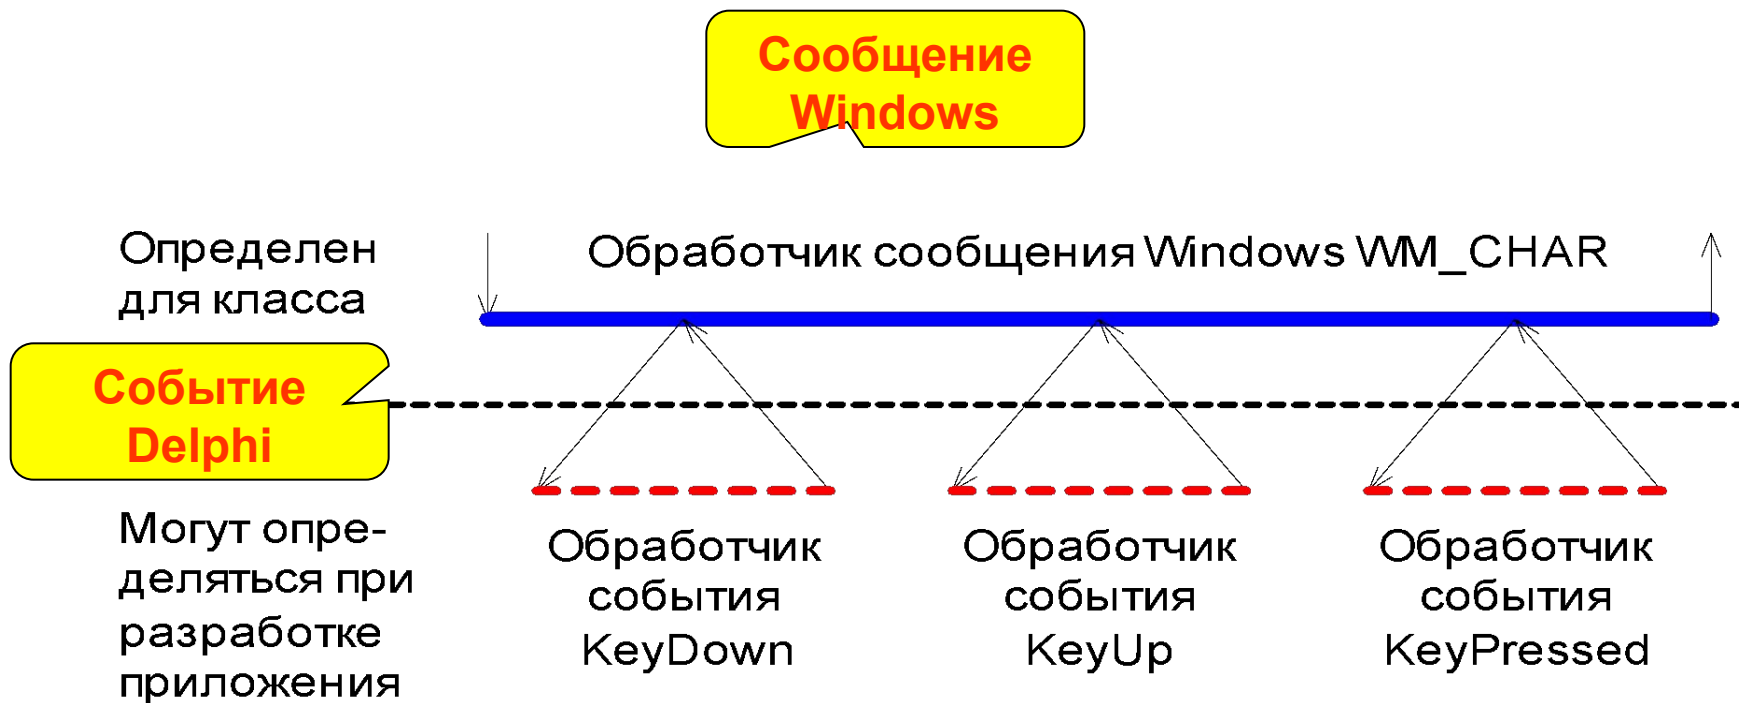 Сообщение
Windows
Определен
для класса
Обработчик сообщения Windows WM_CHAR
Событие
Delphi
Могут опре-
деляться при
разработке
приложения
Обработчик
события
KeyDown
Обработчик
события
KeyUp
Обработчик
события
KeyPressed